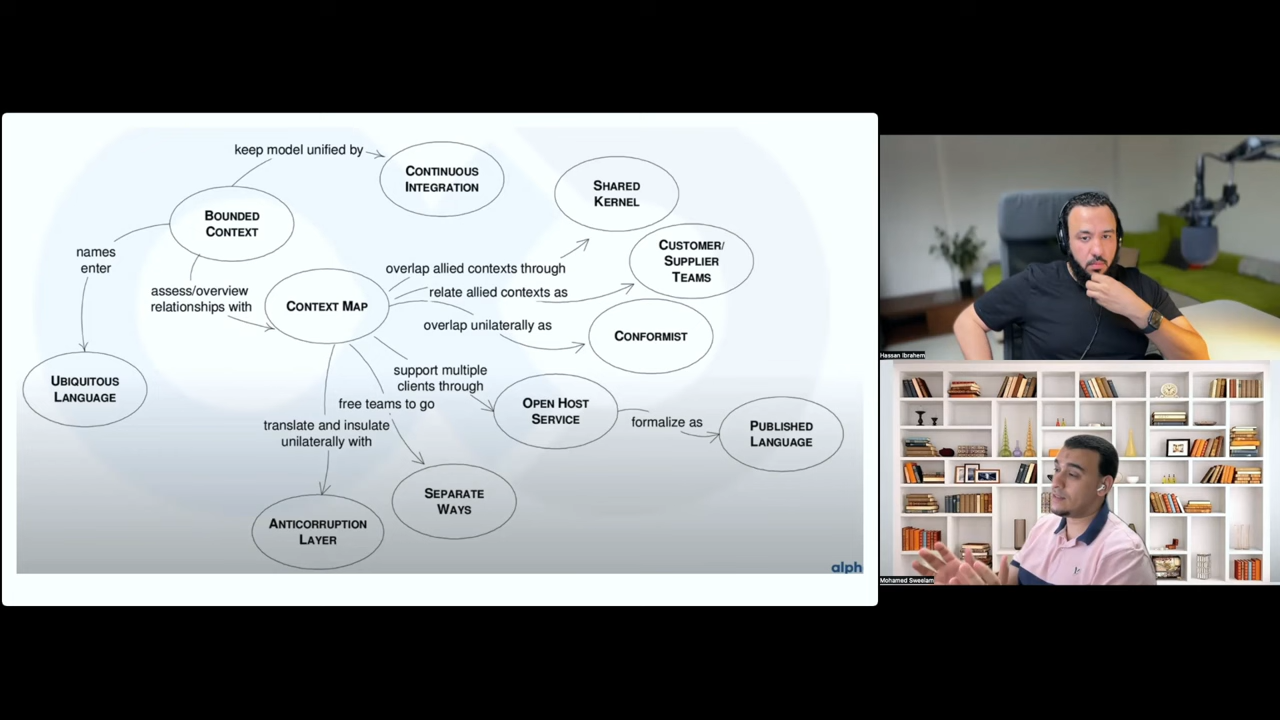 keep model unified by
CONTINUOUS
INTEGRATION
SHARED
KERNEL
BOUNDED
CONTEXT
CUSTOMER/
SUPPLIER
TEAMS
names
enter
overlap allied contexts through
assess/overview
relationships with
CONTEXT MAP
relate allied contexts as
overlap unilaterally as
CONFORMIST
UBIQUITOUS
LANGUAGE
support multiple
clients through
free teams to go
OPEN HOST
SERVICE
formalize as
PUBLISHED
LANGUAGE
translate and insulate
unilaterally with
SEPARATE
WAYS
ANTICORRUPTION
LAYER
alph
Hassan Ibrahem
Mohamed Sweelam